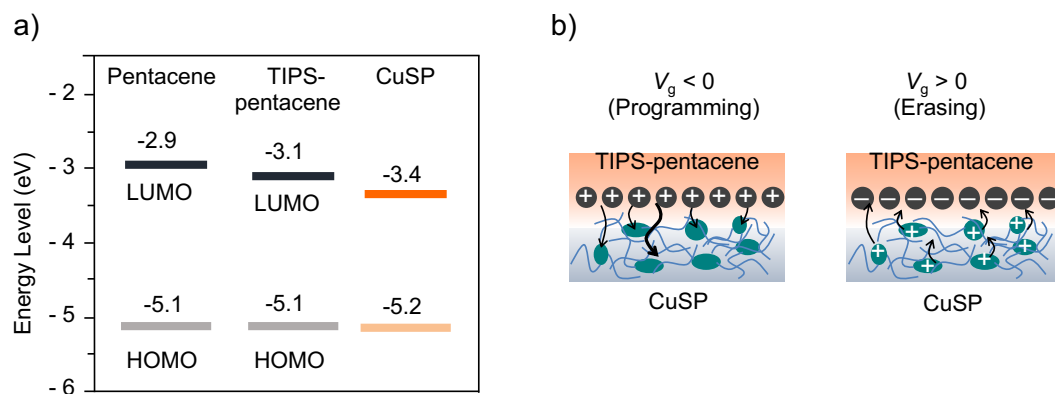 a)
Energy Level (eV)
- 2
- 3
- 4
- 5
- 6
Pentacene
TIPS-
pentacene
CuSP
-2.9
LUMO
-3.1
LUMO
-3.4
-5.1
HOMO
-5.1
HOMO
-5.2
b)
Vg < 0
(Programming)
TIPS-pentacene
+ + + + + + + +
CuSP
Vg > 0
(Erasing)
TIPS-pentacene
− − − − − − − −
+ + +
+ + + +
CuSP